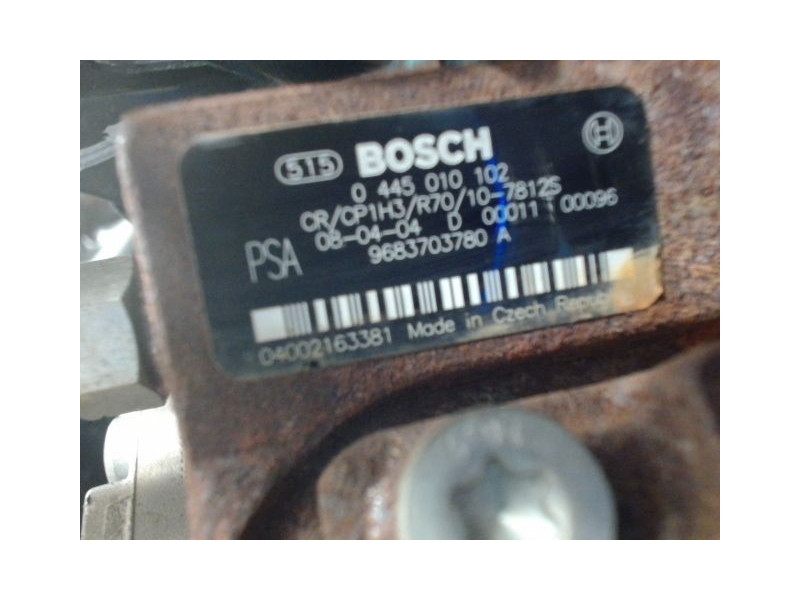 515 BOSCH
0 445 010 102
CR/CP1H3/R70/10-7812S
08-04-04 D 00011 00096
PSA 9683703780 A
04002163381 Made in Czech Republic